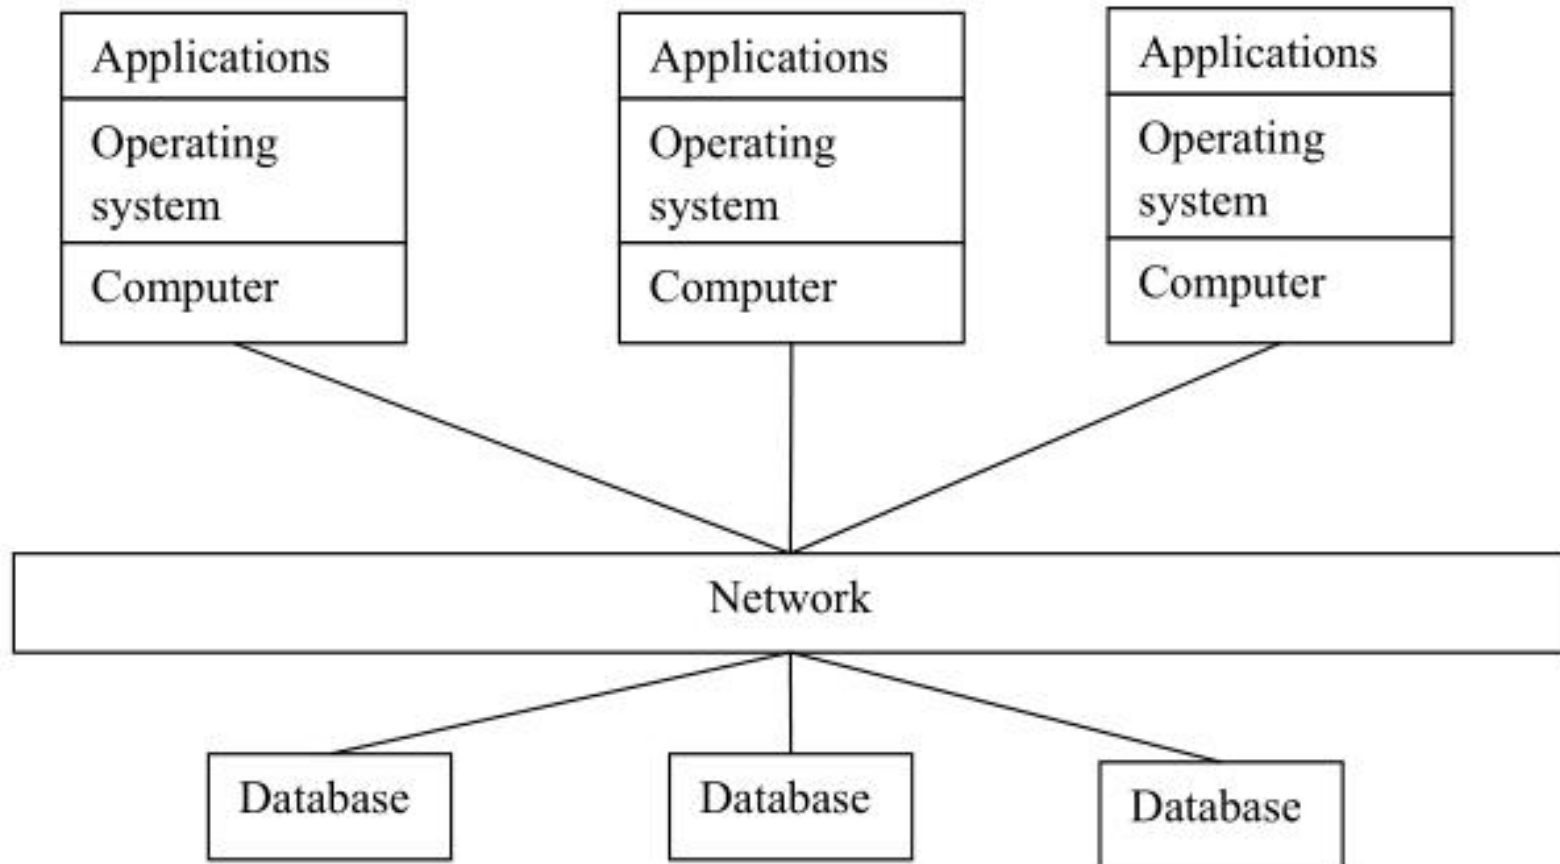 Applications
Operating
system
Computer
Applications
Operating
system
Computer
Applications
Operating
system
Computer
Network
Database
Database
Database